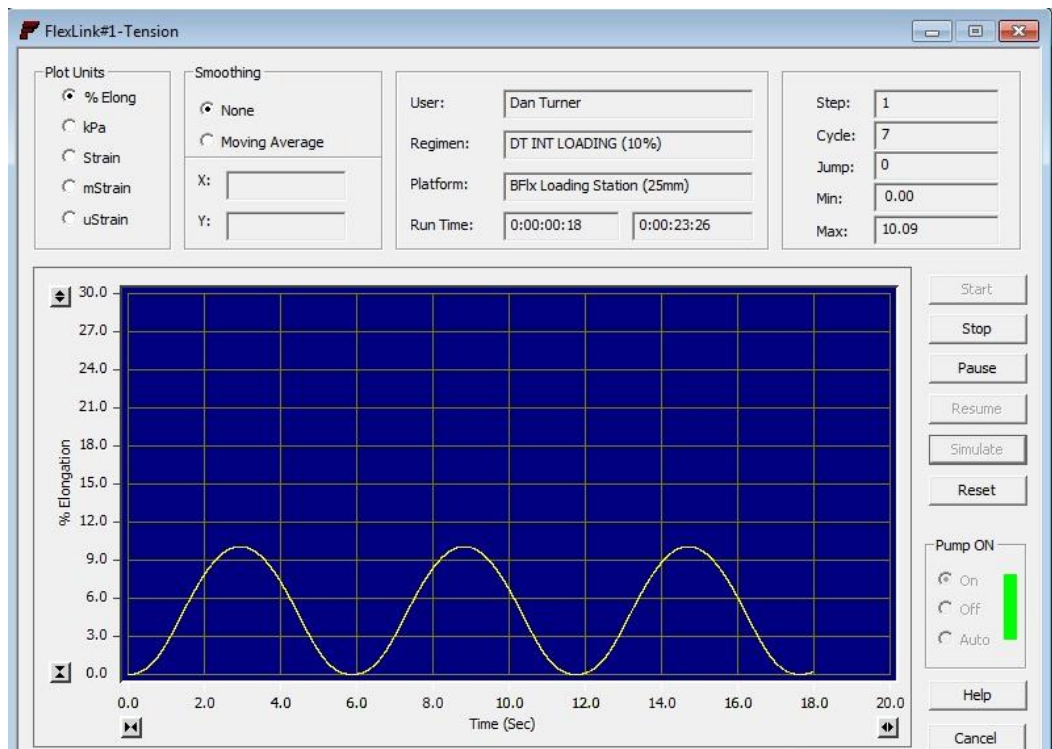 FlexLink#1-Tension
Plot Units
% Elong
kPa
Strain
mStrain
uStrain
Smoothing
None
Moving Average
X:
Y:
User: Dan Turner
Regimen: DT INT LOADING (10%)
Platform: BFlx Loading Station (25mm)
Run Time: 0:00:00:18 0:00:23:26
Step: 1
Cycle: 7
Jump: 0
Min: 0.00
Max: 10.09
% Elongation
30.0
27.0
24.0
21.0
18.0
15.0
12.0
9.0
6.0
3.0
0.0
0.0 2.0 4.0 6.0 8.0 10.0 12.0 14.0 16.0 18.0 20.0
Time (Sec)
Start
Stop
Pause
Resume
Simulate
Reset
Pump ON
On
Off
Auto
Help
Cancel